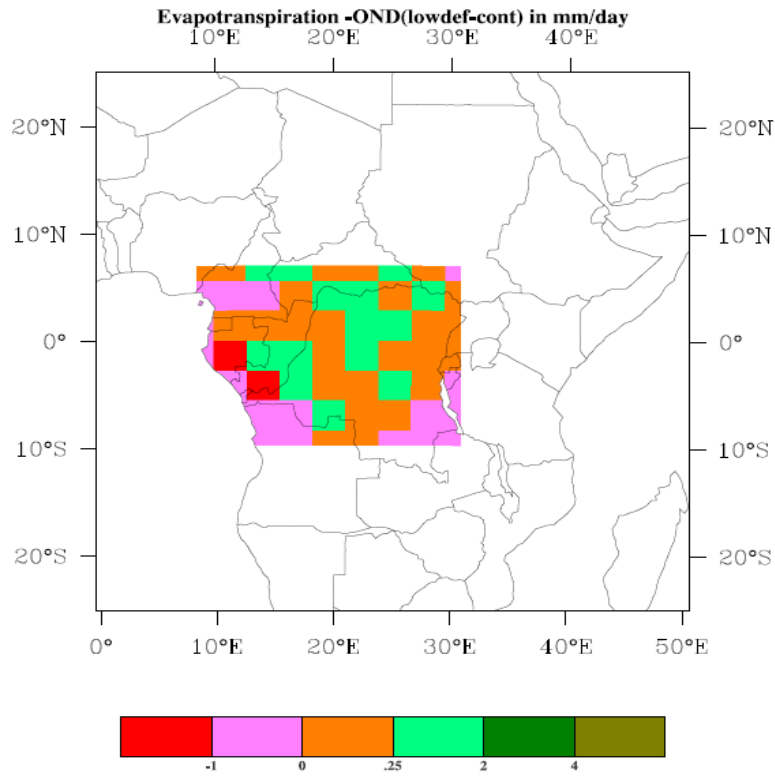 Evapotranspiration -OND(lowdef-cont) in mm/day
10°E 20°E 30°E 40°E
20°N 20°N
10°N 10°N
0° 0°
10°S 10°S
20°S 20°S
0° 10°E 20°E 30°E 40°E 50°E
-1 0 .25 2 4